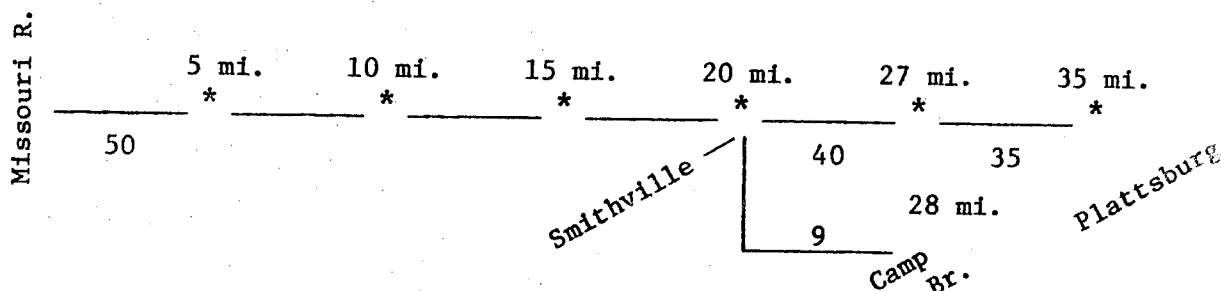 Missouri R.
5 mi. 10 mi. 15 mi. 20 mi. 27 mi. 35 mi.
* * * * * *
50 40 35
Smithville
28 mi.
Plattsburg
9
Camp
Br.